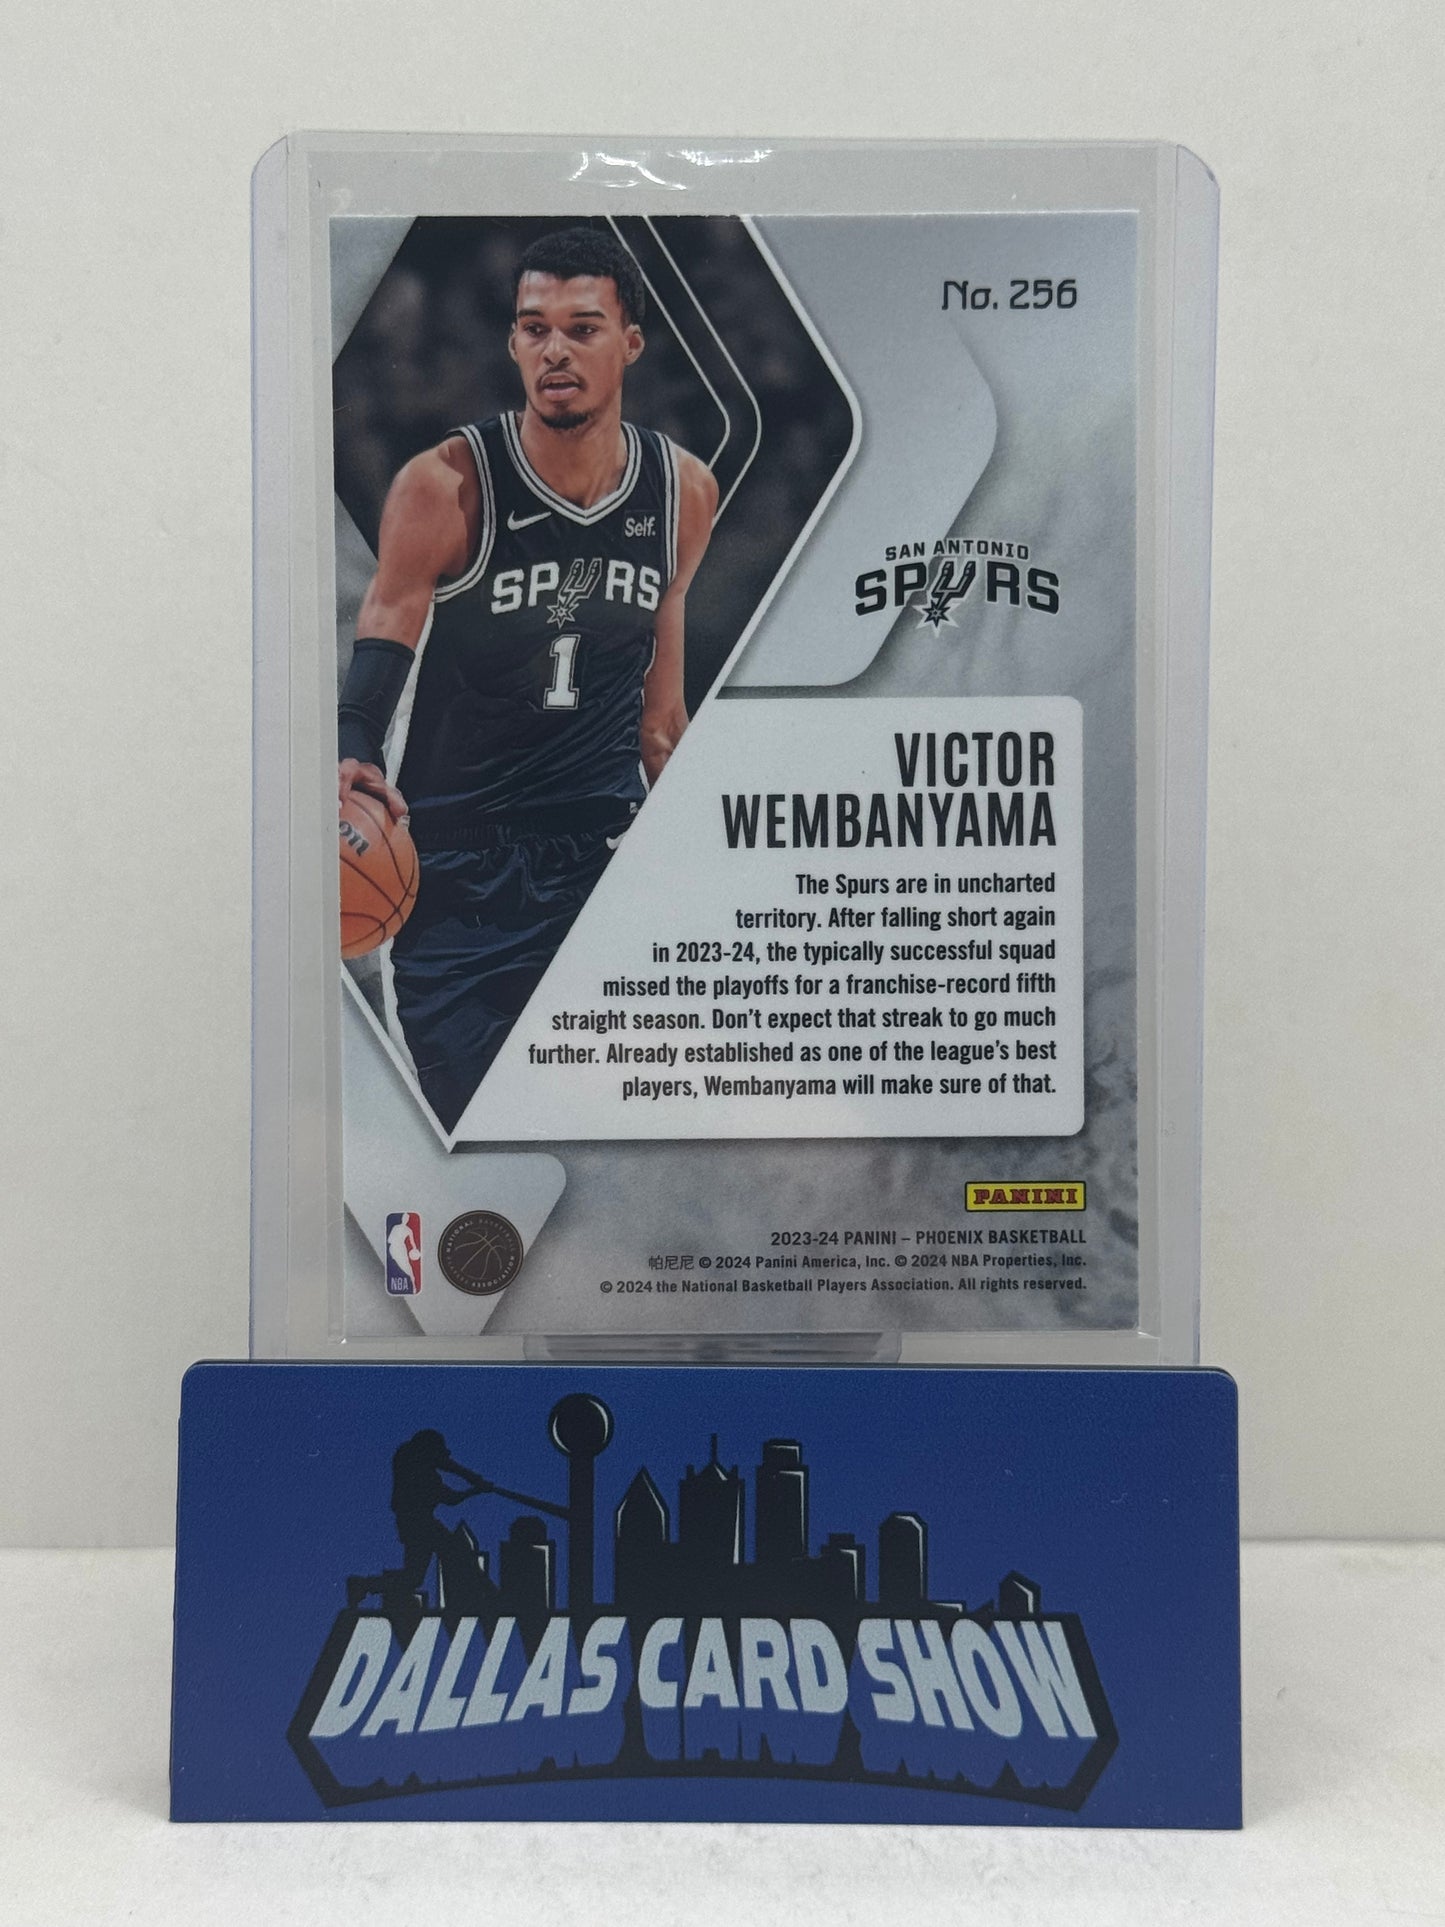 No. 256
Self.
SPURS
1
SAN ANTONIO
SPURS
VICTOR
WEMBANYAMA
The Spurs are in uncharted
territory. After falling short again
in 2023-24, the typically successful squad
missed the playoffs for a franchise-record fifth
straight season. Don't expect that streak to go much
further. Already established as one of the league's best
players, Wembanyama will make sure of that.
PANINI
2023-24 PANINI – PHOENIX BASKETBALL
帕尼尼 © 2024 Panini America, Inc. © 2024 NBA Properties, Inc.
© 2024 the National Basketball Players Association. All rights reserved.
NBA
NATIONAL BASKETBALL PLAYERS ASSOCIATION
DALLAS CARD SHOW